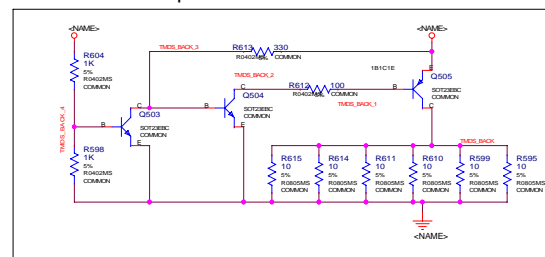 <NAME>
<NAME>
R604
1K
5%
R0402MS
COMMON
TMDS_BACK_3
R613
330
R0402MS
COMMON
TMDS_BACK_2
R612
100
R0402MS
COMMON
TMDS_BACK_1
1B1C1E
Q505
SOT23EBC
COMMON
B
E
C
Q504
SOT23EBC
COMMON
B
C
E
Q503
SOT23EBC
COMMON
B
C
E
TMDS_BACK_4
R598
1K
5%
R0402MS
COMMON
TMDS_BACK
R615
10
5%
R0805MS
COMMON
R614
10
5%
R0805MS
COMMON
R611
10
5%
R0805MS
COMMON
R610
10
5%
R0805MS
COMMON
R599
10
5%
R0805MS
COMMON
R595
10
5%
R0805MS
COMMON
<NAME>